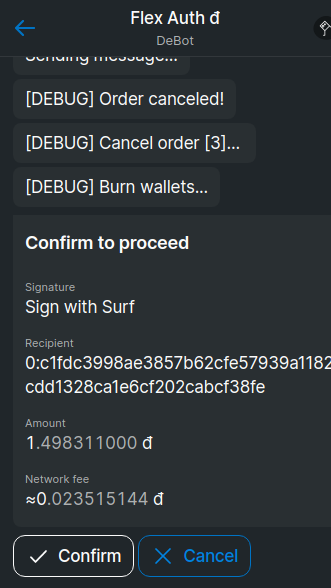 Flex Auth đ
DeBot
Sending message...
[DEBUG] Order canceled!
[DEBUG] Cancel order [3]...
[DEBUG] Burn wallets...
Confirm to proceed
Signature
Sign with Surf
Recipient
0:c1fdc3998ae3857b62cfe57939a1182
cdd1328ca1e6cf202cabcf38fe
Amount
1.498311000 đ
Network fee
≈0.023515144 đ
Confirm
Cancel